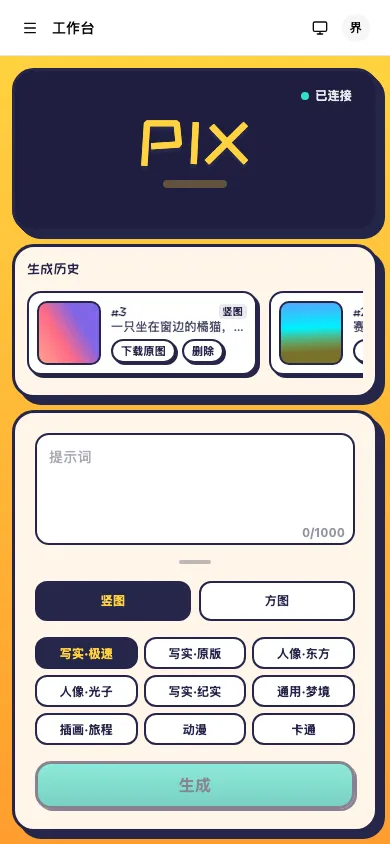 工作台
界
已连接
PIX
生成历史
#3 竖图
一只坐在窗边的橘猫，...
下载原图 删除
提示词
0/1000
竖图 方图
写实·极速 写实·原版 人像·东方
人像·光子 写实·纪实 通用·梦境
插画·旅程 动漫 卡通
生成